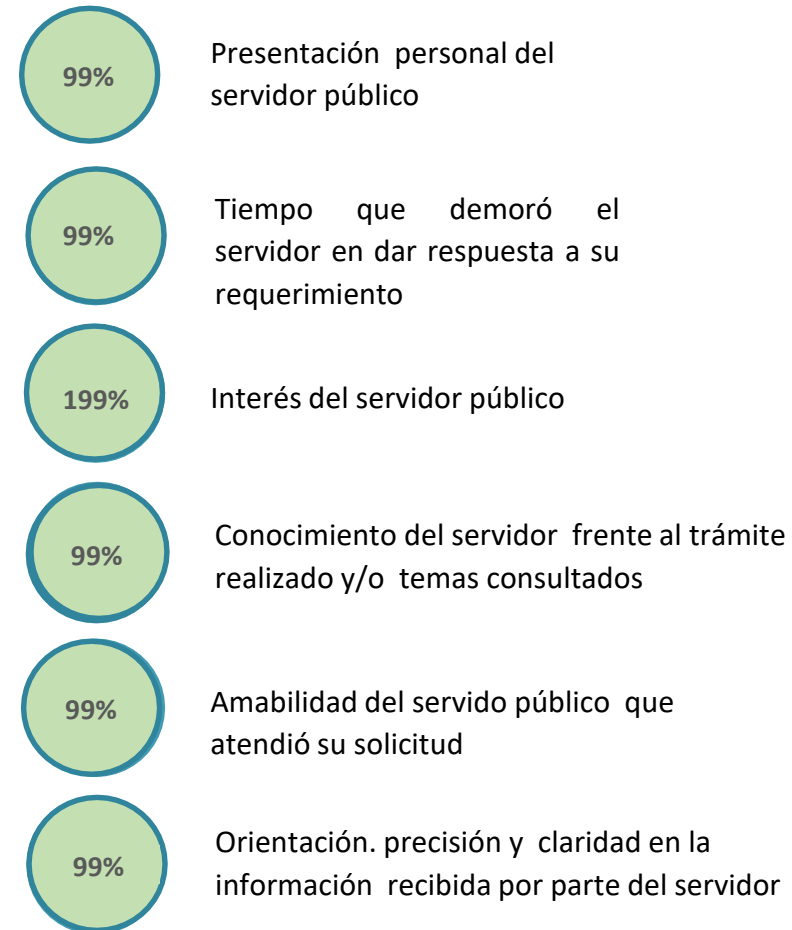 99%
Presentación personal del
servidor público
99%
Tiempo que demoró el
servidor en dar respuesta a su
requerimiento
199%
Interés del servidor público
99%
Conocimiento del servidor frente al trámite
realizado y/o temas consultados
99%
Amabilidad del servido público que
atendió su solicitud
99%
Orientación. precisión y claridad en la
información recibida por parte del servidor